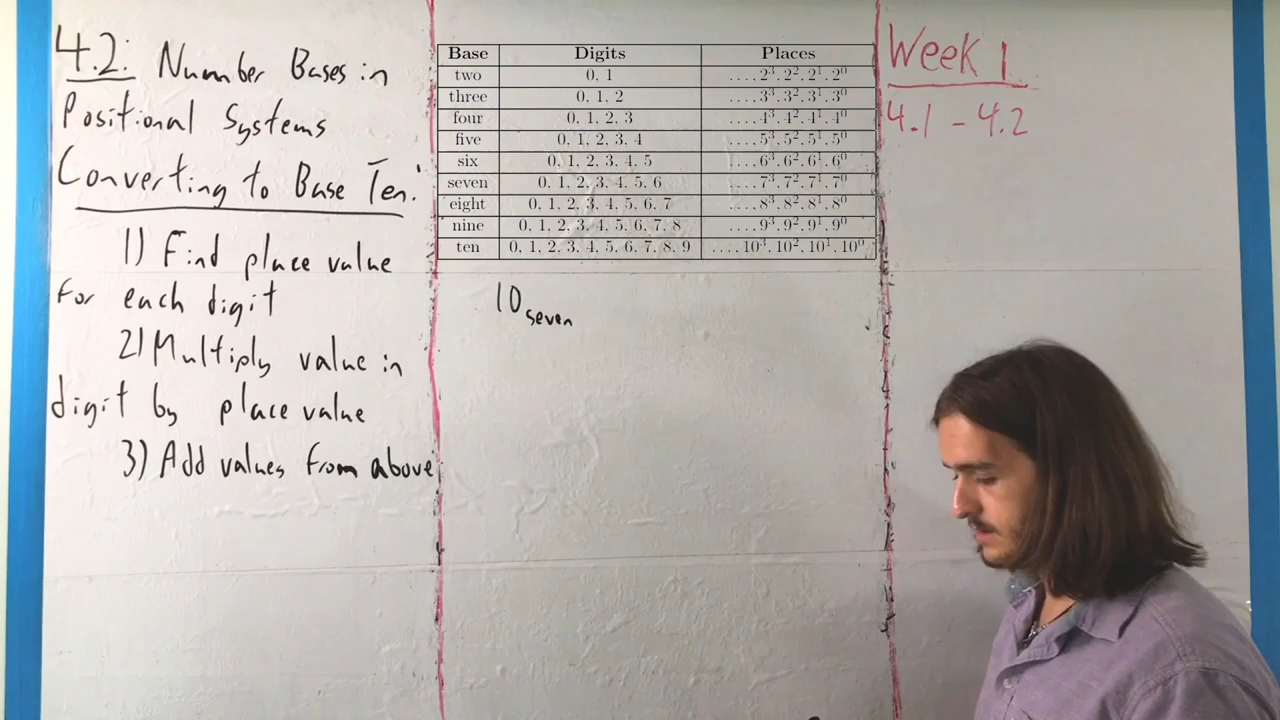 4.2: Number Bases in
Positional Systems
Converting to Base Ten:
1) Find place value
for each digit
2) Multiply value in
digit by place value
3) Add values from above
Base Digits Places
two 0, 1 ..., 2³, 2², 2¹, 2⁰
three 0, 1, 2 ..., 3³, 3², 3¹, 3⁰
four 0, 1, 2, 3 ..., 4³, 4², 4¹, 4⁰
five 0, 1, 2, 3, 4 ..., 5³, 5², 5¹, 5⁰
six 0, 1, 2, 3, 4, 5 ..., 6³, 6², 6¹, 6⁰
seven 0, 1, 2, 3, 4, 5, 6 ..., 7³, 7², 7¹, 7⁰
eight 0, 1, 2, 3, 4, 5, 6, 7 ..., 8³, 8², 8¹, 8⁰
nine 0, 1, 2, 3, 4, 5, 6, 7, 8 ..., 9³, 9², 9¹, 9⁰
ten 0, 1, 2, 3, 4, 5, 6, 7, 8, 9 ..., 10³, 10², 10¹, 10⁰
10 seven
Week 1
4.1 - 4.2